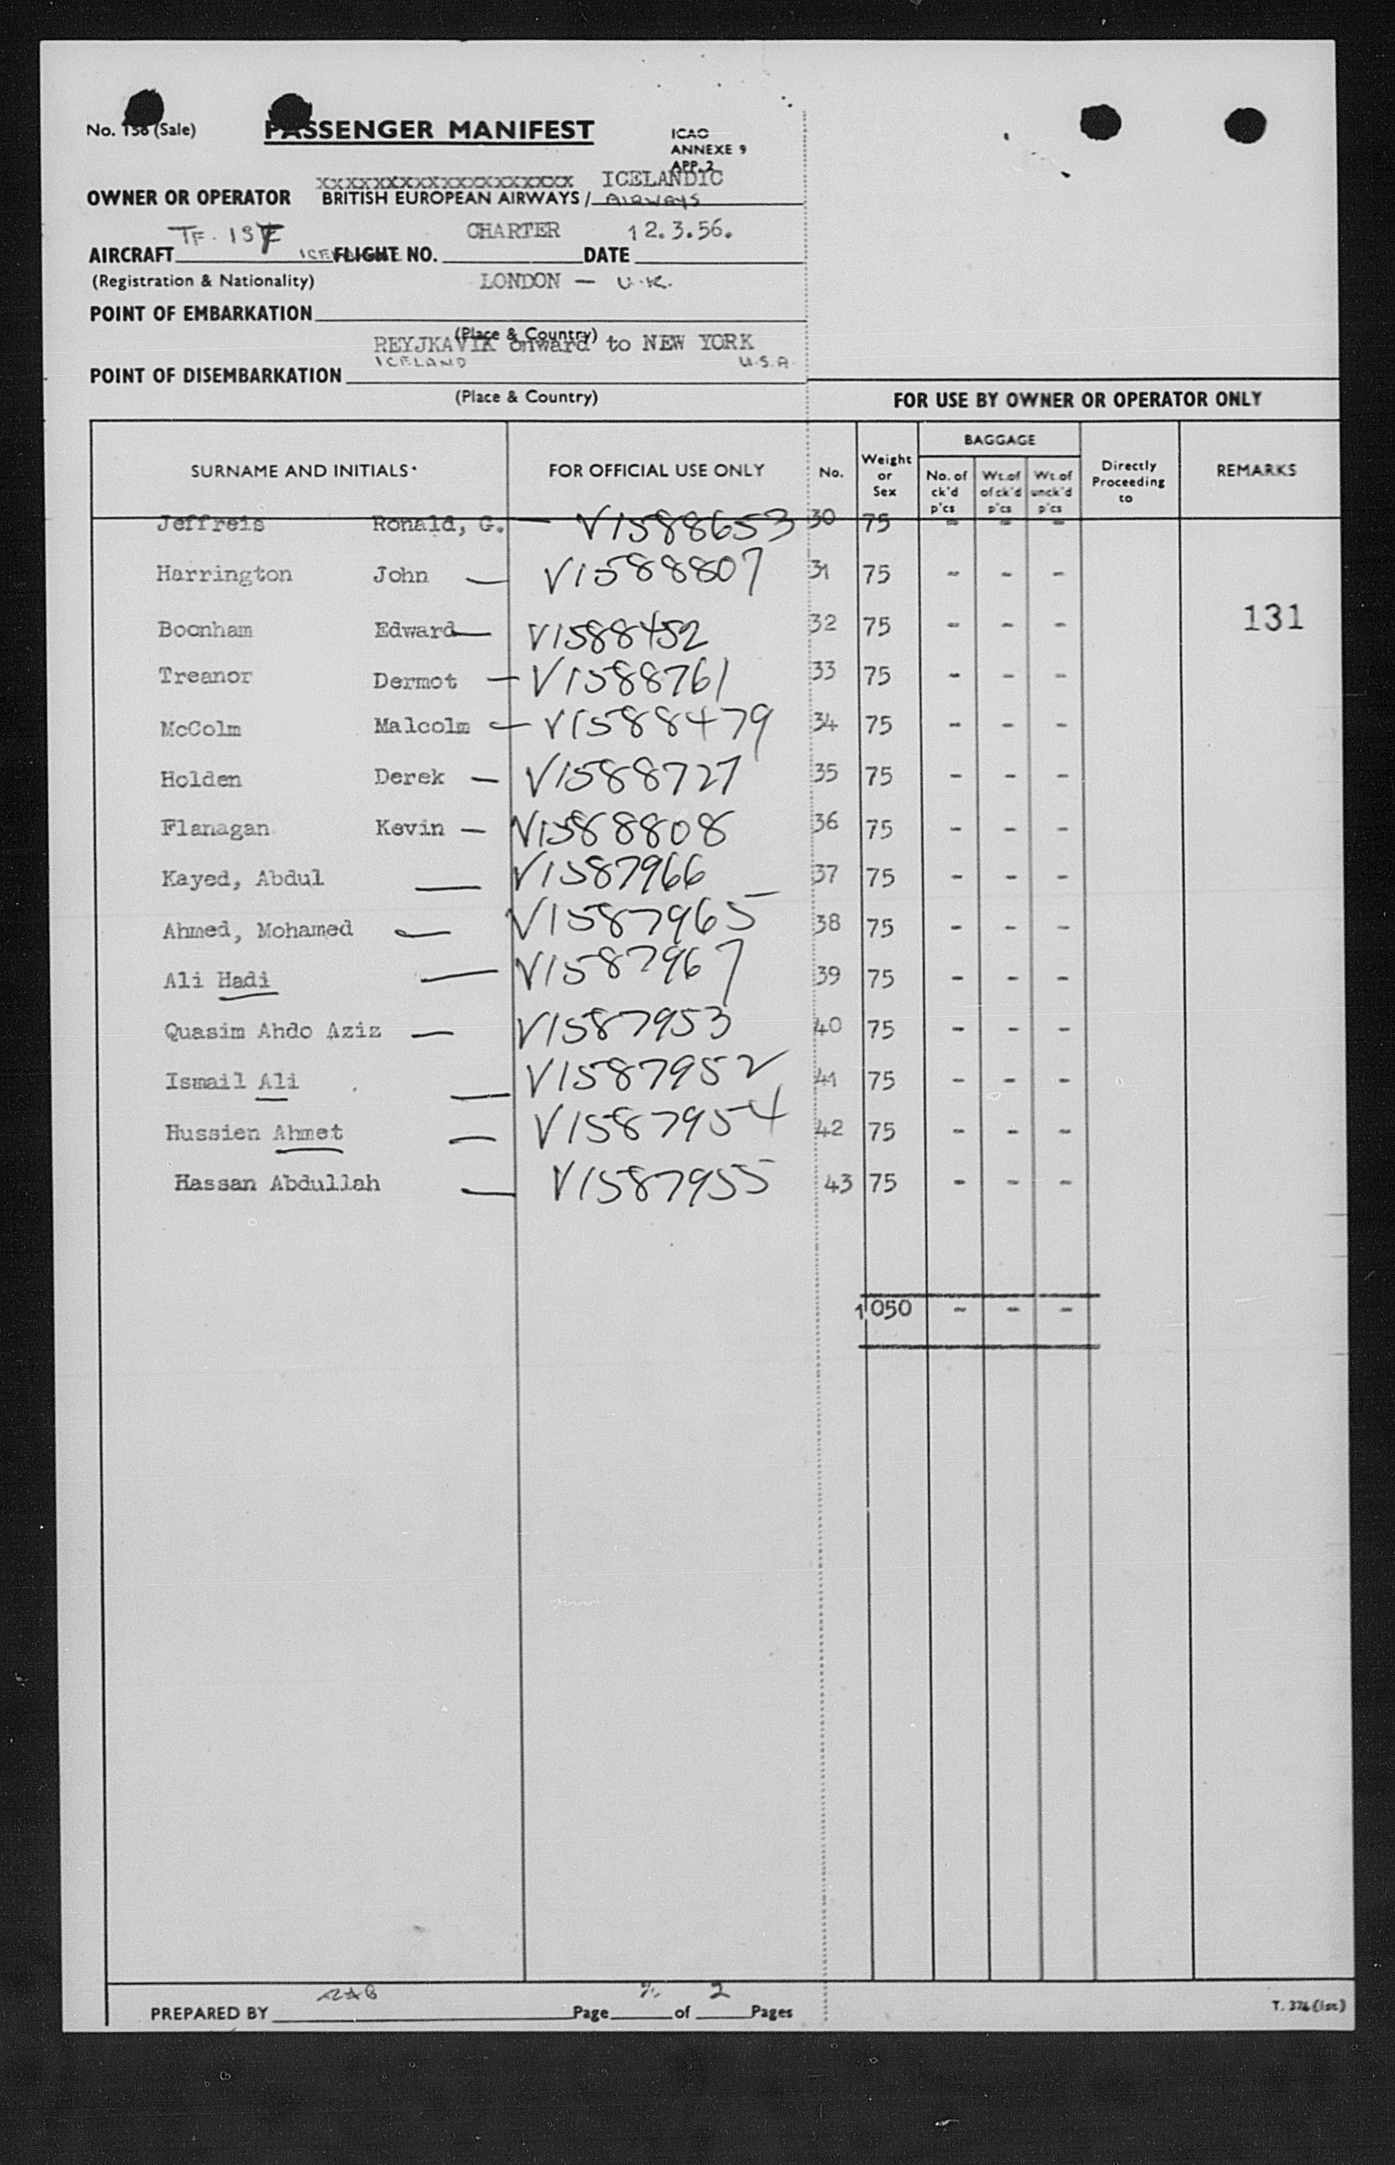 No. 158 (Sale) PASSENGER MANIFEST
ICAO
ANNEXE 9
APP. 2
xxxxxxxxxxxxxxxxxxx ICELANDIC
OWNER OR OPERATOR BRITISH EUROPEAN AIRWAYS / AIRWAYS
CHARTER 12.3.56.
AIRCRAFT FLIGHT NO. DATE
(Registration & Nationality) LONDON — U.K.
POINT OF EMBARKATION
(Place & Country)
REYJKAVIK onward to NEW YORK
ICELAND U.S.A.
POINT OF DISEMBARKATION
(Place & Country) FOR USE BY OWNER OR OPERATOR ONLY
SURNAME AND INITIALS FOR OFFICIAL USE ONLY No. Weight or Sex BAGGAGE No. of ck'd p'cs Wt. of ck'd p'cs Wt. of unck'd p'cs Directly Proceeding to REMARKS
Jeffreis Ronald, G. — V1588653 30 75 - - -
Harrington John — V1588807 31 75 - - -
131
Boonham Edward — V1588452 32 75 - - -
Treanor Dermot — V1588761 33 75 - - -
McColm Malcolm — V1588479 34 75 - - -
Holden Derek — V1588727 35 75 - - -
Flanagan Kevin — V1588808 36 75 - - -
Kayed, Abdul — V1587966 37 75 - - -
Ahmed, Mohamed — V1587965 38 75 - - -
Ali Hadi — V1587967 39 75 - - -
Quasim Ahdo Aziz — V1587953 40 75 - - -
Ismail Ali — V1587952 41 75 - - -
Hussien Ahmet — V1587954 42 75 - - -
Hassan Abdullah — V1587955 43 75 - - -
1050 - - -
PREPARED BY Page of 2 Pages
T. 326 (1st)